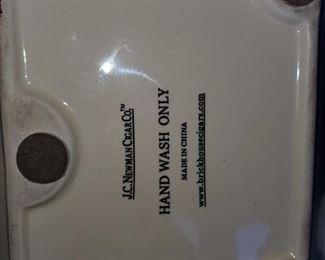 J.C. NEWMAN CIGAR CO.™
HAND WASH ONLY
MADE IN CHINA
www.brickhousecigars.com